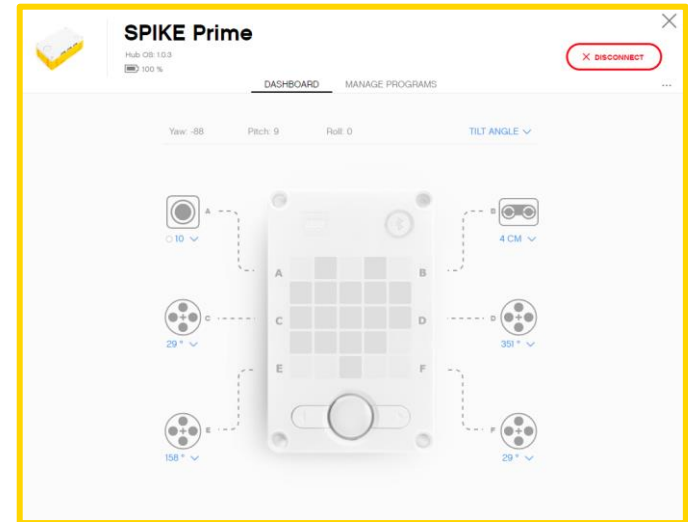 SPIKE Prime
Hub OS: 1.0.3
100 %
× DISCONNECT
DASHBOARD MANAGE PROGRAMS
...
Yaw: -88 Pitch: 9 Roll: 0 TILT ANGLE
A B
10 4 CM
A B
C C D D
29 ° 351 °
E F
E F
158 ° 29 °